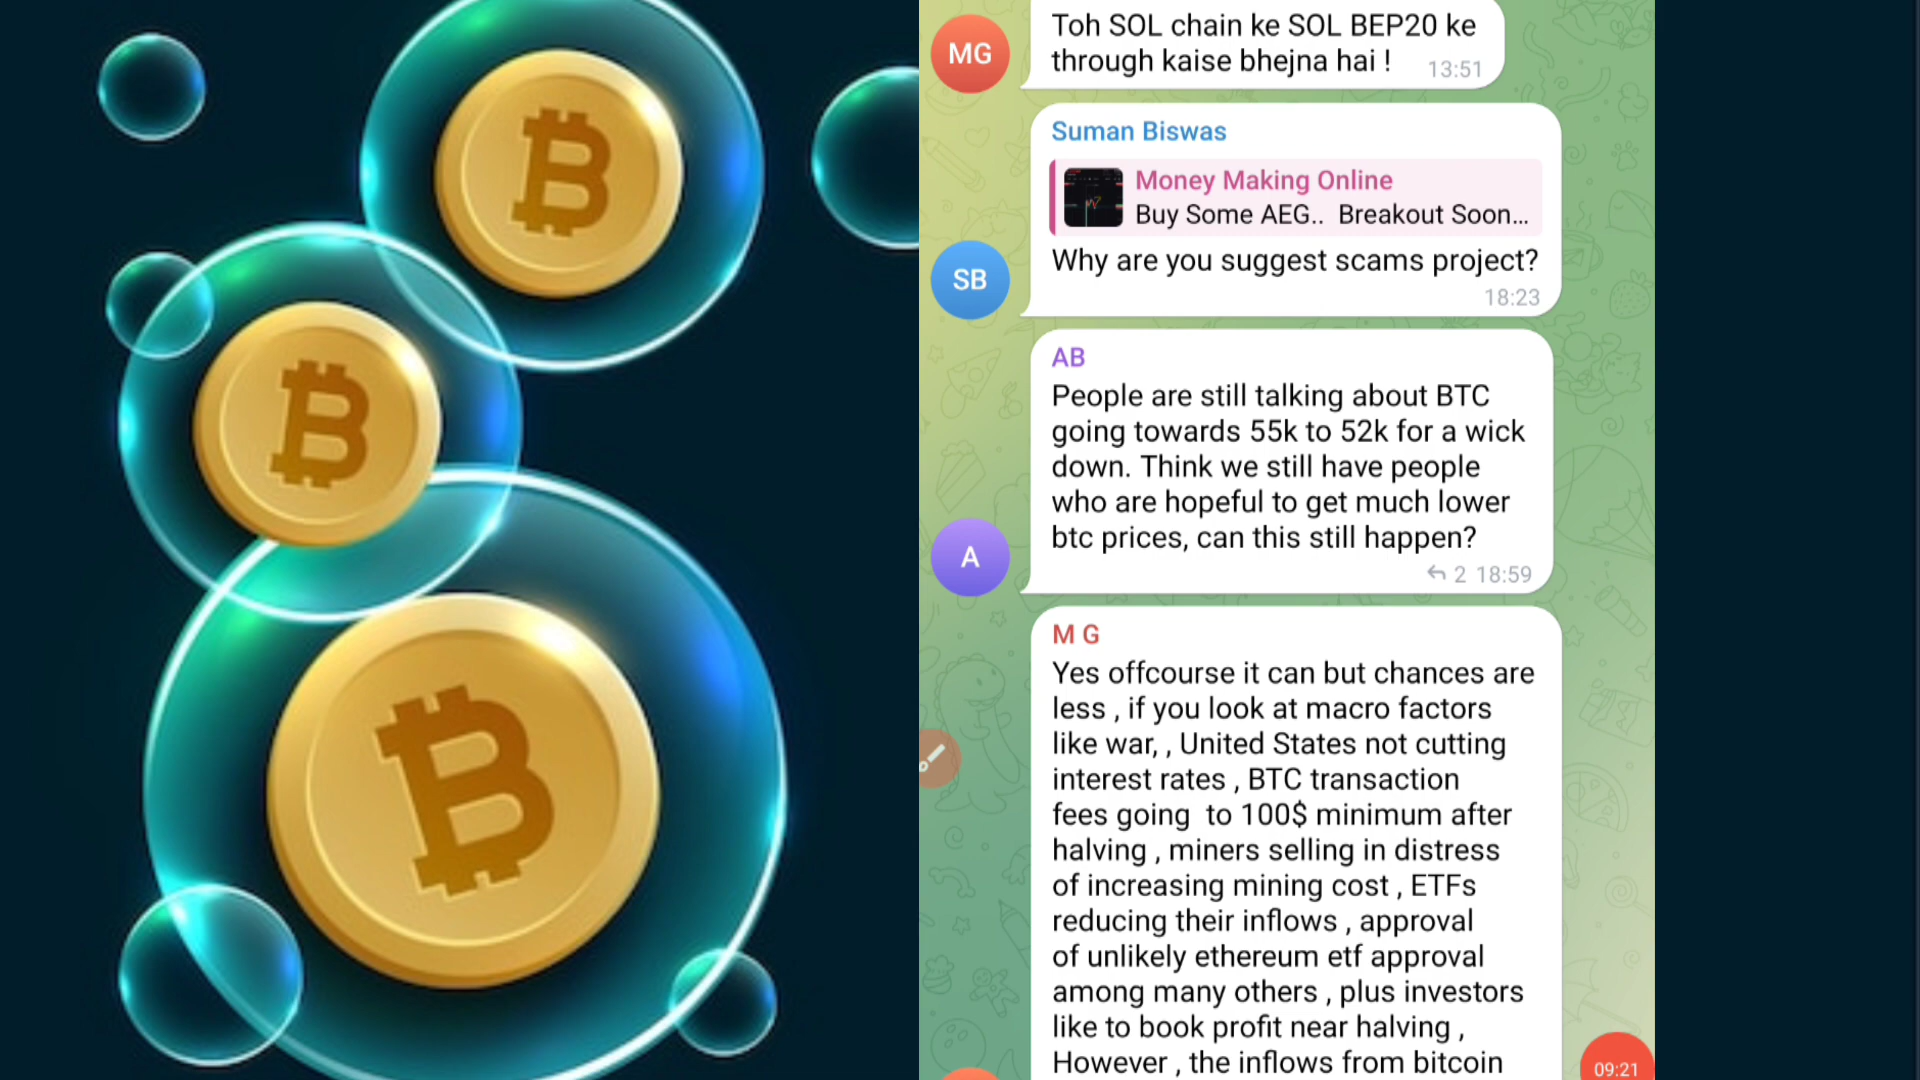 MG
Toh SOL chain ke SOL BEP20 ke
through kaise bhejna hai !
13:51
Suman Biswas
Money Making Online
Buy Some AEG.. Breakout Soon...
Why are you suggest scams project?
18:23
SB
AB
People are still talking about BTC
going towards 55k to 52k for a wick
down. Think we still have people
who are hopeful to get much lower
btc prices, can this still happen?
2 18:59
A
M G
Yes offcourse it can but chances are
less , if you look at macro factors
like war, , United States not cutting
interest rates , BTC transaction
fees going to 100$ minimum after
halving , miners selling in distress
of increasing mining cost , ETFs
reducing their inflows , approval
of unlikely ethereum etf approval
among many others , plus investors
like to book profit near halving ,
However , the inflows from bitcoin
09:21